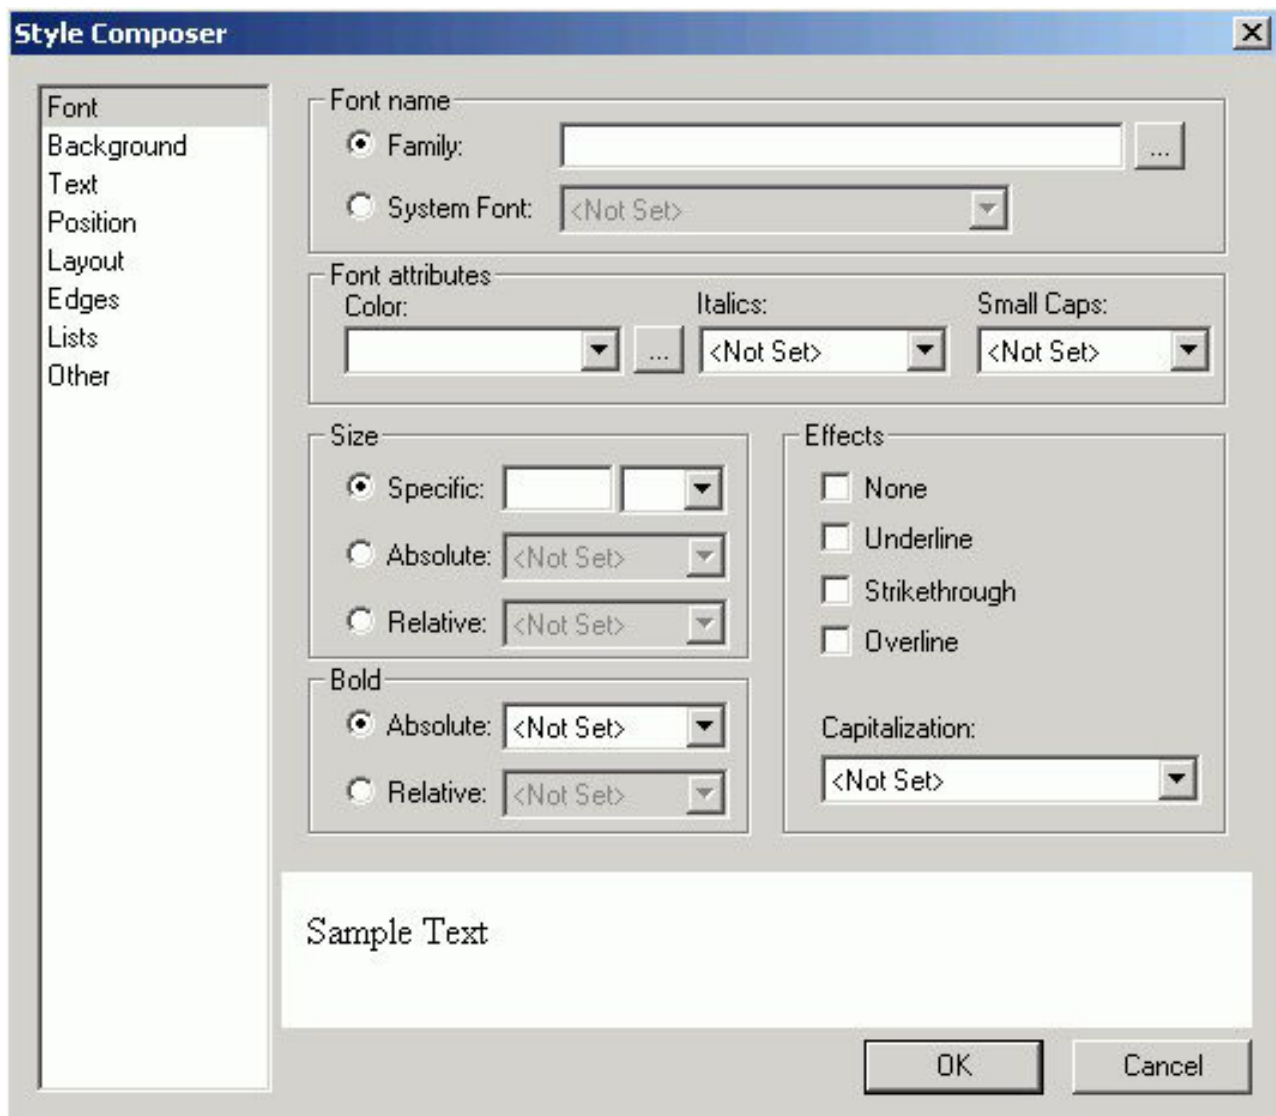 Style Composer
Font
Background
Text
Position
Layout
Edges
Lists
Other
Font name
Family:
...
System Font: <Not Set>
Font attributes
Color: Italics: Small Caps:
... <Not Set> <Not Set>
Size
Specific:
Absolute: <Not Set>
Relative: <Not Set>
Bold
Absolute: <Not Set>
Relative: <Not Set>
Effects
None
Underline
Strikethrough
Overline
Capitalization:
<Not Set>
Sample Text
OK Cancel